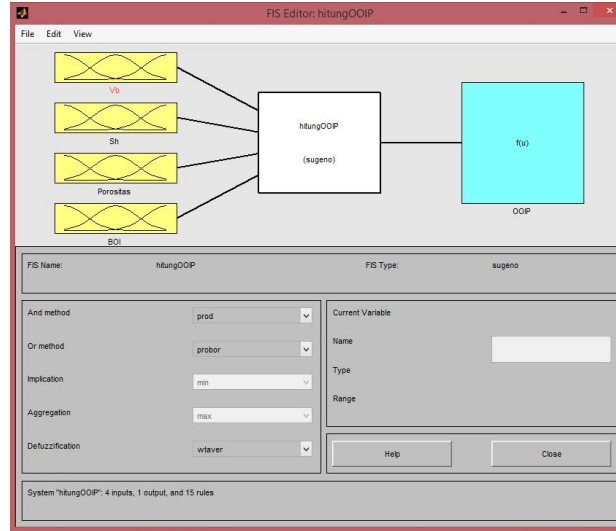 FIS Editor: hitungOOIP
File Edit View
Vb
Sh
Porositas
BOI
hitungOOIP
(sugeno)
f(u)
OOIP
FIS Name: hitungOOIP FIS Type: sugeno
And method prod
Or method probor
Implication min
Aggregation max
Defuzzification wtaver
Current Variable
Name
Type
Range
Help Close
System "hitungOOIP": 4 inputs, 1 output, and 15 rules